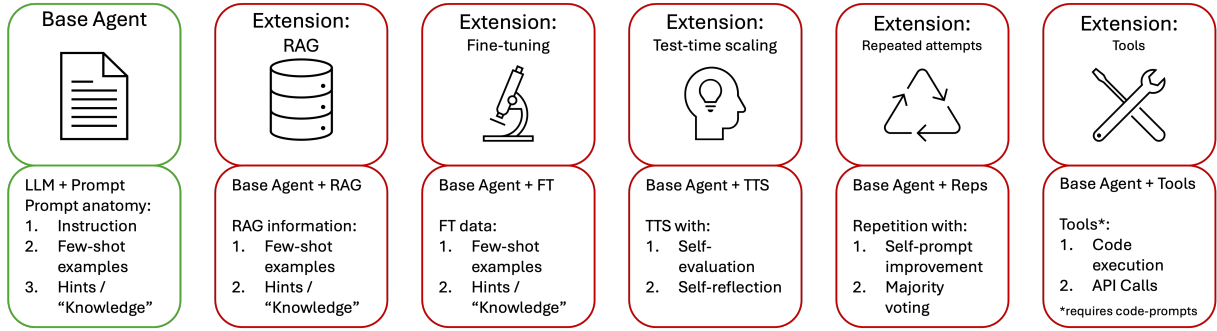 Base Agent
LLM + Prompt
Prompt anatomy:
1. Instruction
2. Few-shot
examples
3. Hints /
“Knowledge”
Extension:
RAG
Base Agent + RAG
RAG information:
1. Few-shot
examples
2. Hints /
“Knowledge”
Extension:
Fine-tuning
Base Agent + FT
FT data:
1. Few-shot
examples
2. Hints /
“Knowledge”
Extension:
Test-time scaling
Base Agent + TTS
TTS with:
1. Self-
evaluation
2. Self-reflection
Extension:
Repeated attempts
Base Agent + Reps
Repetition with:
1. Self-prompt
improvement
2. Majority
voting
Extension:
Tools
Base Agent + Tools
Tools*:
1. Code
execution
2. API Calls
*requires code-prompts